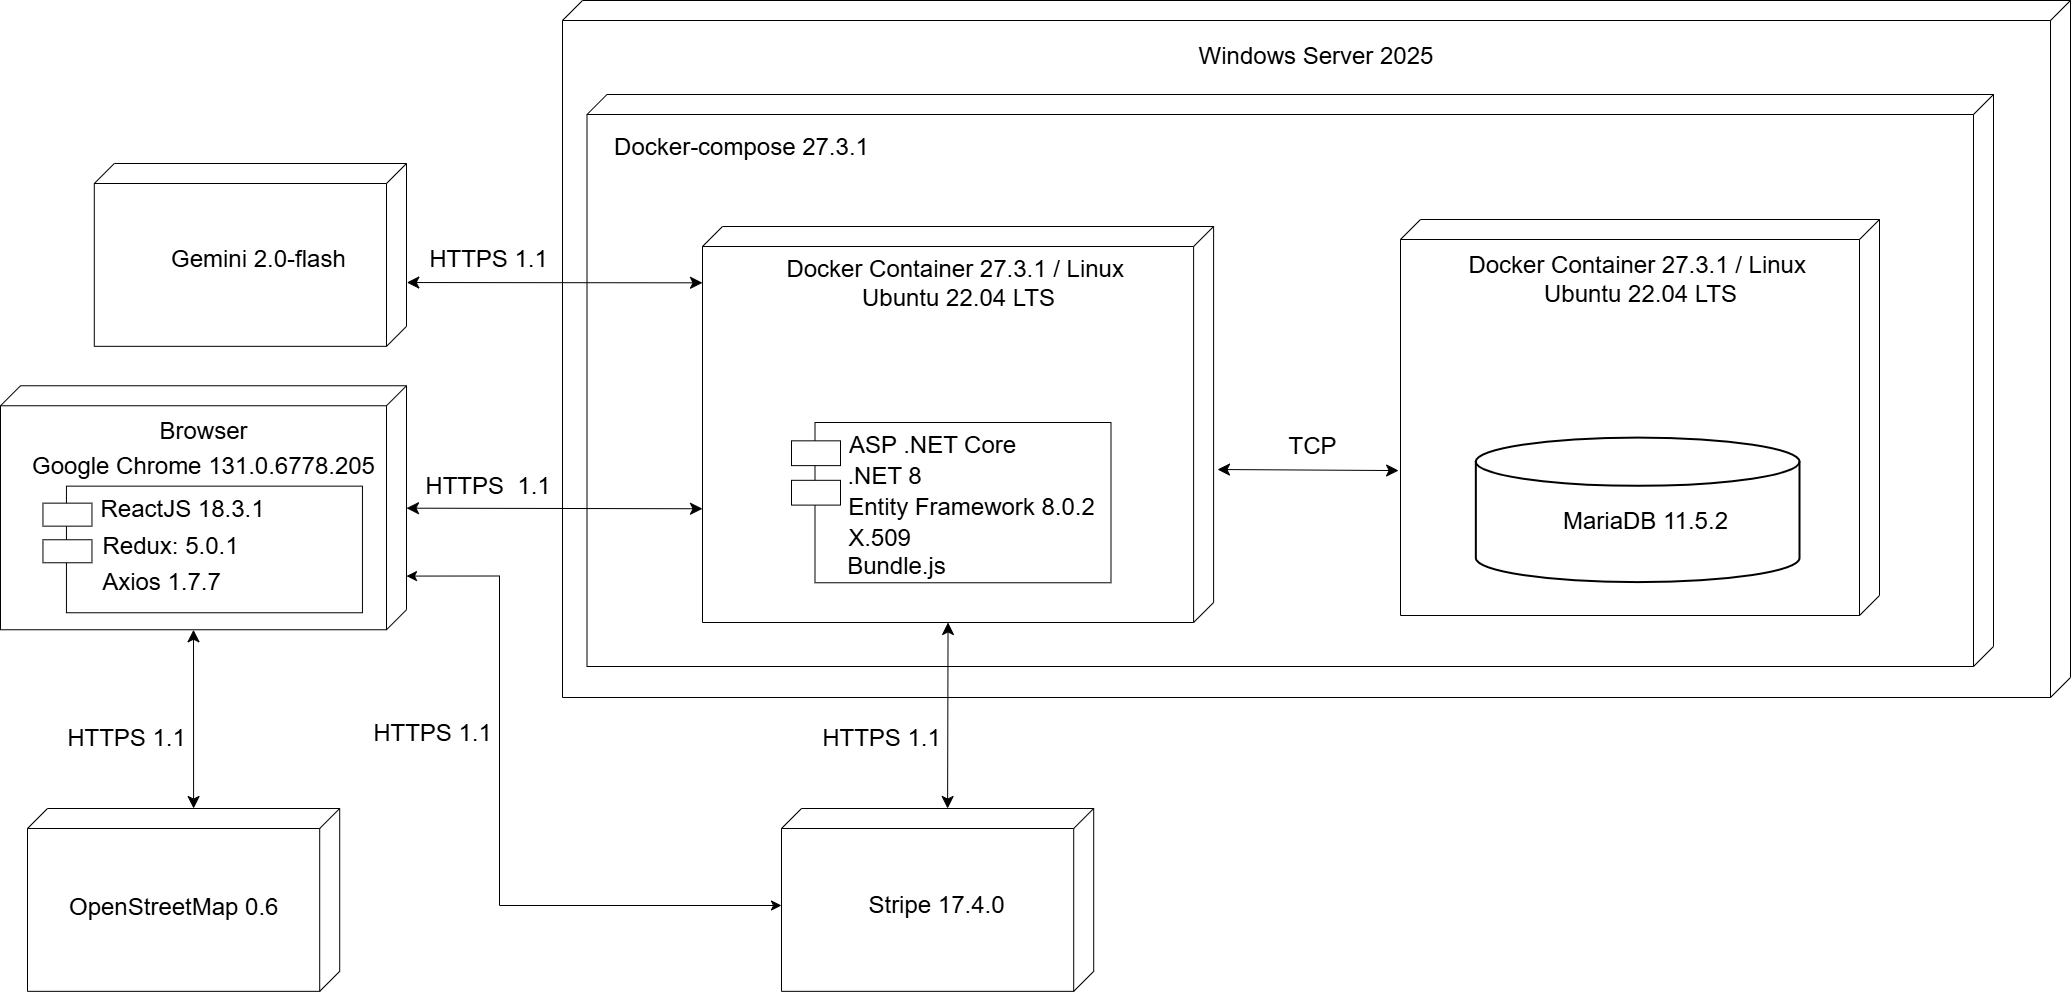 Windows Server 2025
Docker-compose 27.3.1
Gemini 2.0-flash
HTTPS 1.1
Docker Container 27.3.1 / Linux
Ubuntu 22.04 LTS
Docker Container 27.3.1 / Linux
Ubuntu 22.04 LTS
Browser
Google Chrome 131.0.6778.205
ReactJS 18.3.1
Redux: 5.0.1
Axios 1.7.7
HTTPS  1.1
ASP .NET Core
.NET 8
Entity Framework 8.0.2
X.509
Bundle.js
TCP
MariaDB 11.5.2
HTTPS 1.1
HTTPS 1.1
HTTPS 1.1
OpenStreetMap 0.6
Stripe 17.4.0